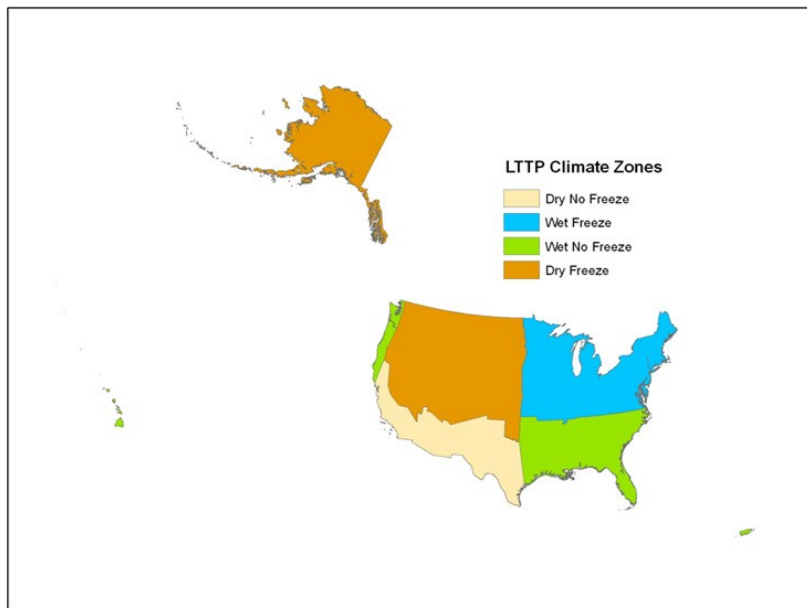 LTTP Climate Zones
Dry No Freeze
Wet Freeze
Wet No Freeze
Dry Freeze